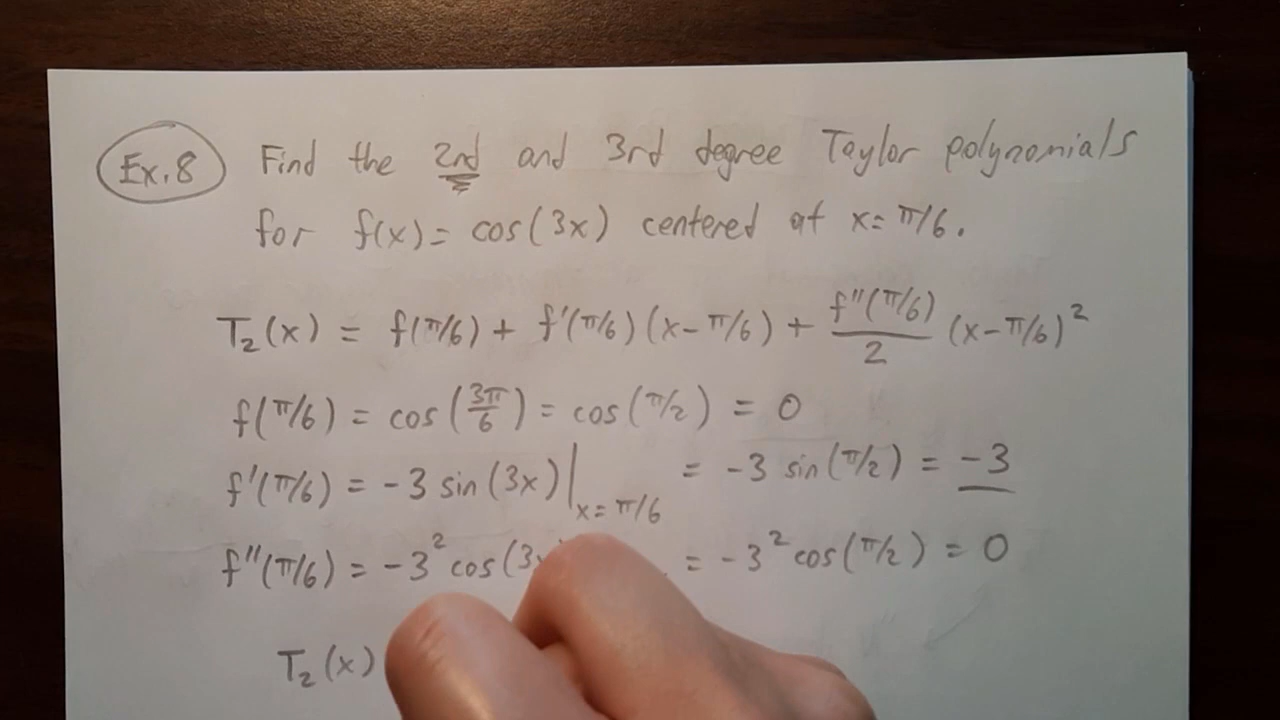 Ex. 8 Find the 2nd and 3rd degree Taylor polynomials
for f(x) = cos(3x) centered at x = π/6.
T₂(x) = f(π/6) + f'(π/6)(x - π/6) + f''(π/6)/2 (x - π/6)²
f(π/6) = cos(3π/6) = cos(π/2) = 0
f'(π/6) = -3 sin(3x)|x = π/6 = -3 sin(π/2) = -3
f''(π/6) = -3² cos(3x = -3² cos(π/2) = 0
T₂(x)